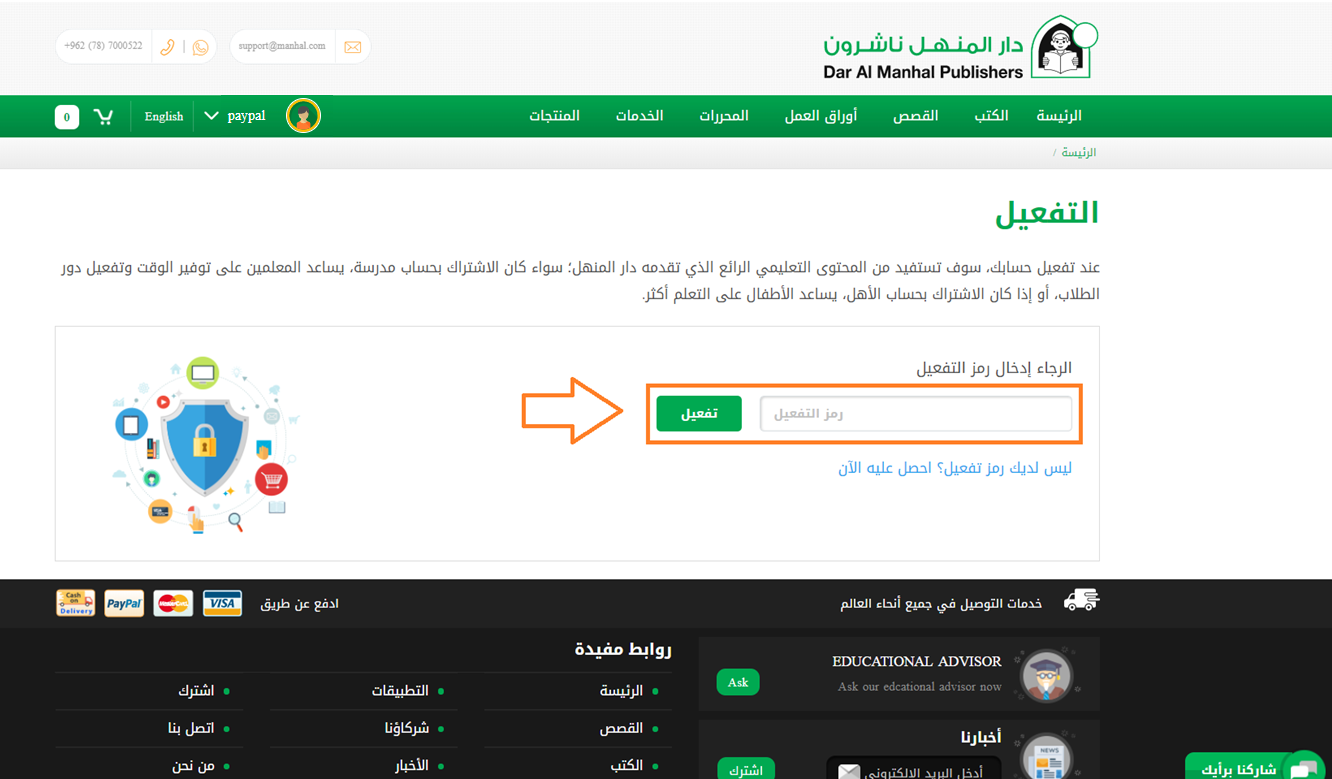 دار المنهـل ناشرون
Dar Al Manhal Publishers
support@manhal.com
+962 (78) 7000522
الرئيسة
الكتب
القصص
أوراق العمل
المحررات
الخدمات
المنتجات
paypal
English
0
الرئيسة /
التفعيل
عند تفعيل حسابك، سوف تستفيد من المحتوى التعليمي الرائع الذي تقدمه دار المنهل؛ سواء كان الاشتراك بحساب مدرسة، يساعد المعلمين على توفير الوقت وتفعيل دور
الطلاب، أو إذا كان الاشتراك بحساب الأهل، يساعد الأطفال على التعلم أكثر.
الرجاء إدخال رمز التفعيل
رمز التفعيل
تفعيل
ليس لديك رمز تفعيل؟ احصل عليه الآن
خدمات التوصيل في جميع أنحاء العالم
ادفع عن طريق
VISA
MasterCard
PayPal
Cash on Delivery
EDUCATIONAL ADVISOR
Ask our edcational advisor now
Ask
أخبارنا
NEWS
أدخل البريد الالكتروني
اشترك
روابط مفيدة
الرئيسة
التطبيقات
اشترك
القصص
شركاؤنا
اتصل بنا
الكتب
الأخبار
من نحن
شاركنا برأيك